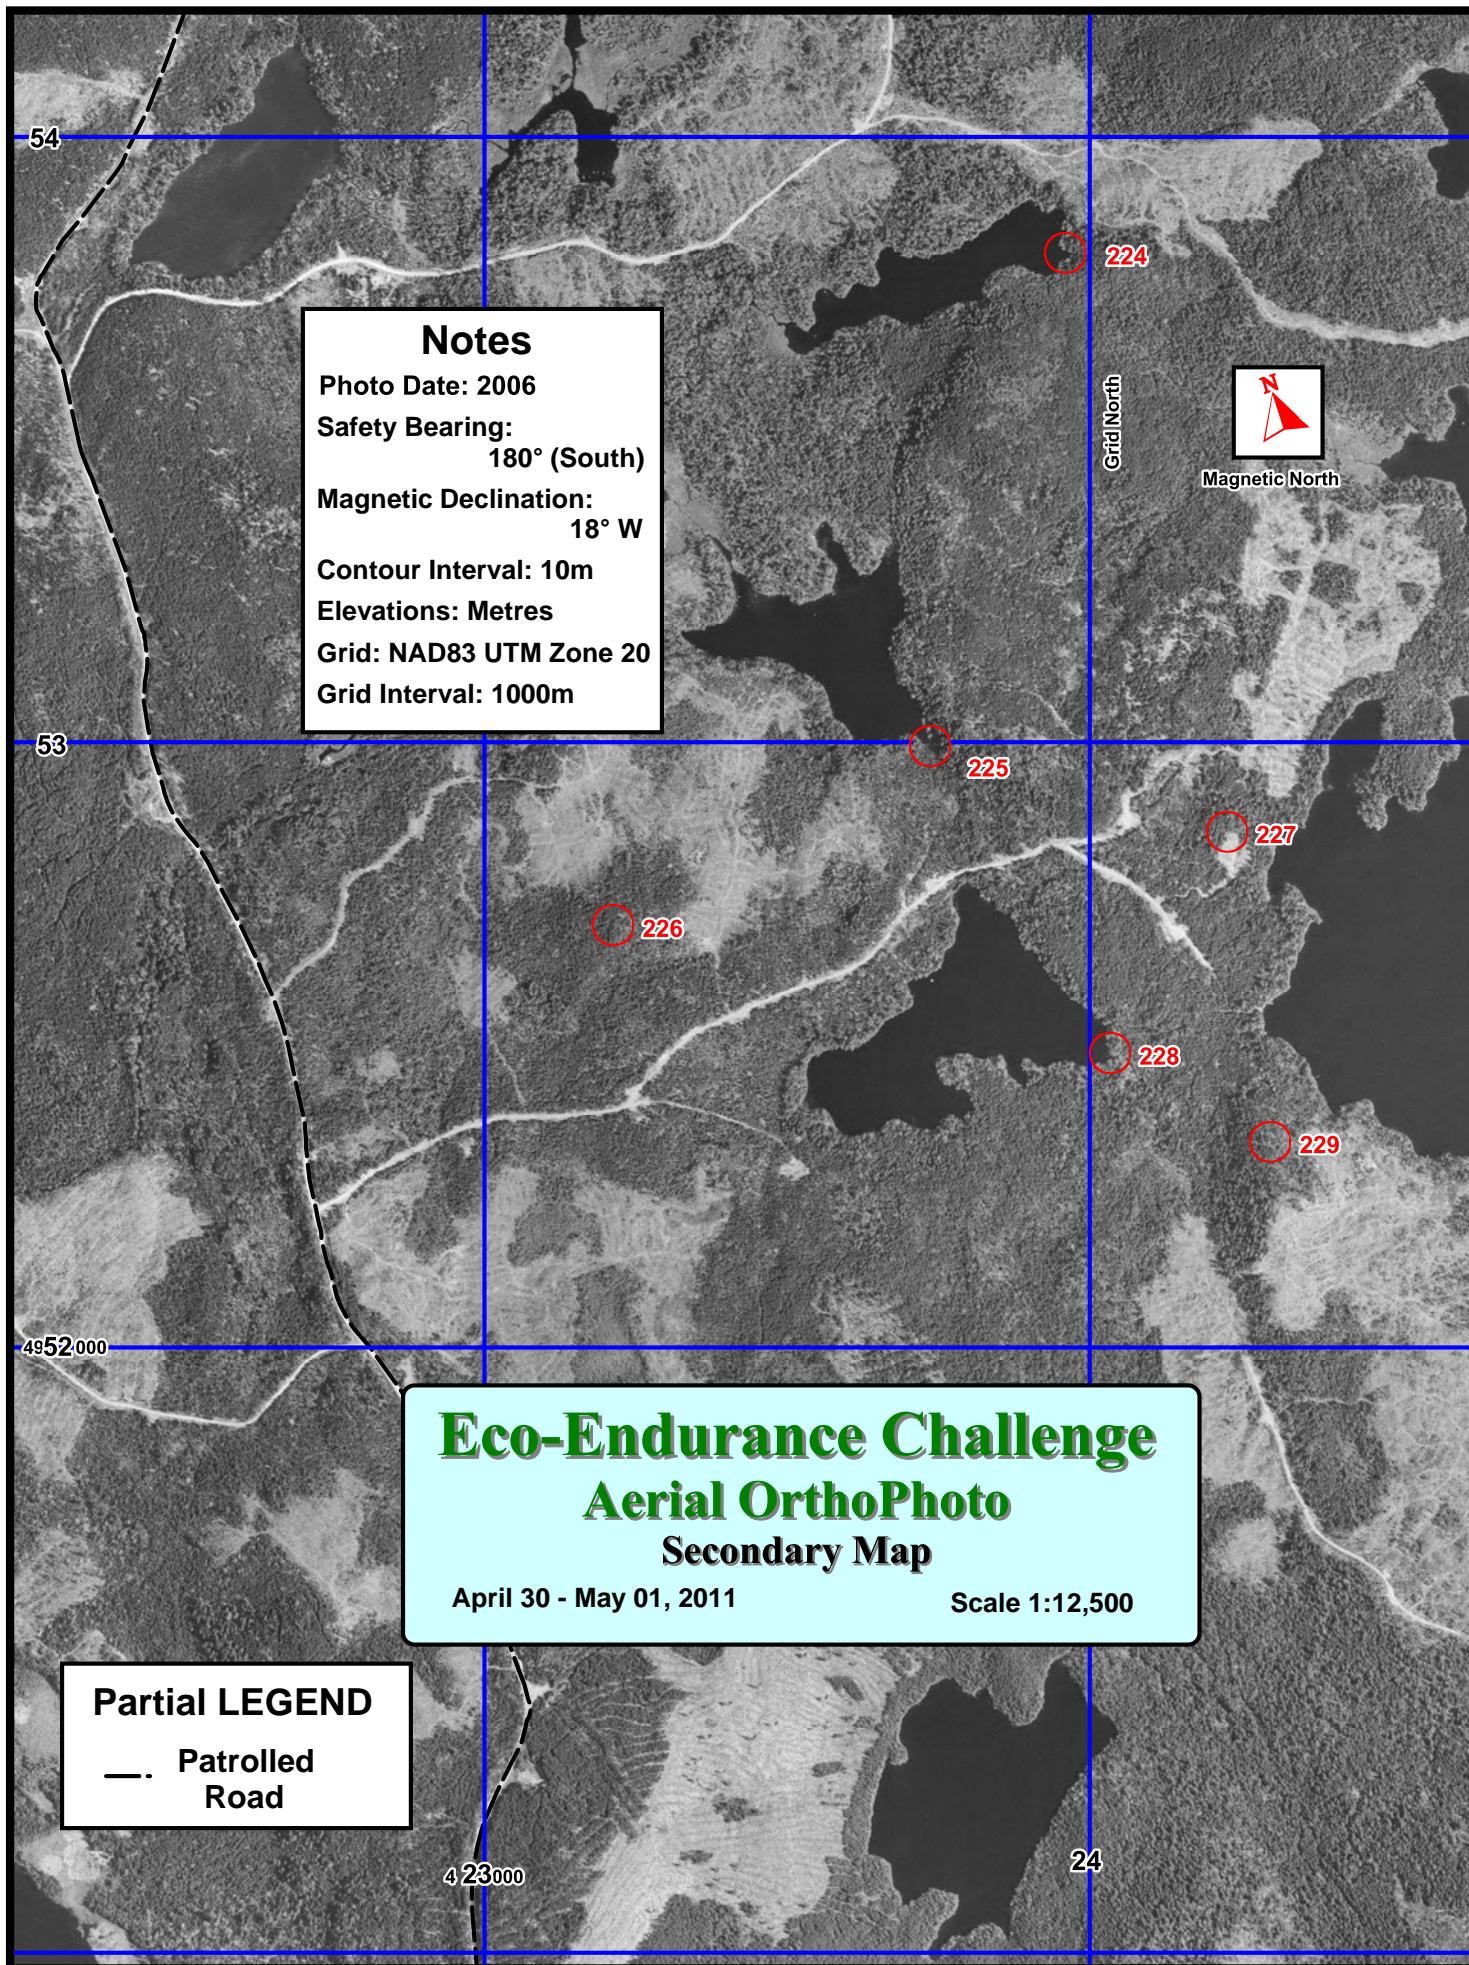 54
224
Notes
Photo Date: 2006
Safety Bearing:
180° (South)
Magnetic Declination:
18° W
Contour Interval: 10m
Elevations: Metres
Grid: NAD83 UTM Zone 20
Grid Interval: 1000m
Grid North
N
Magnetic North
53
225
227
226
228
229
4952000
Eco-Endurance Challenge
Aerial OrthoPhoto
Secondary Map
April 30 - May 01, 2011 Scale 1:12,500
Partial LEGEND
Patrolled
Road
4 23000
24